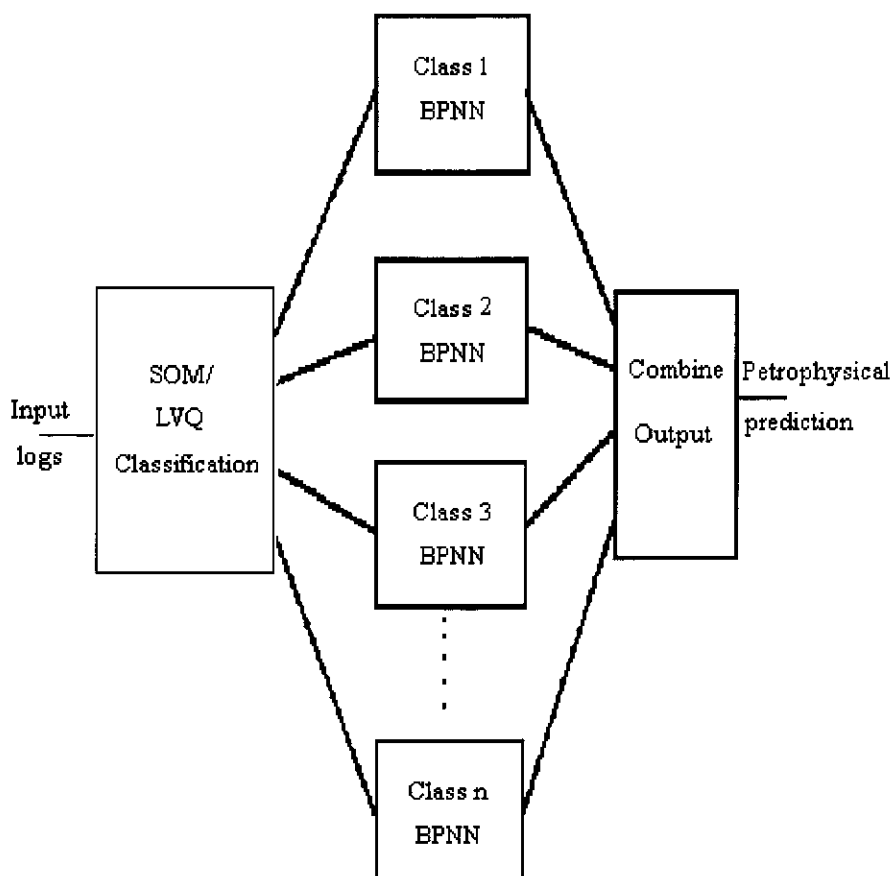 Input
logs
SOM/
LVQ
Classification
Class 1
BPNN
Class 2
BPNN
Class 3
BPNN
Class n
BPNN
Combine
Output
Petrophysical
prediction